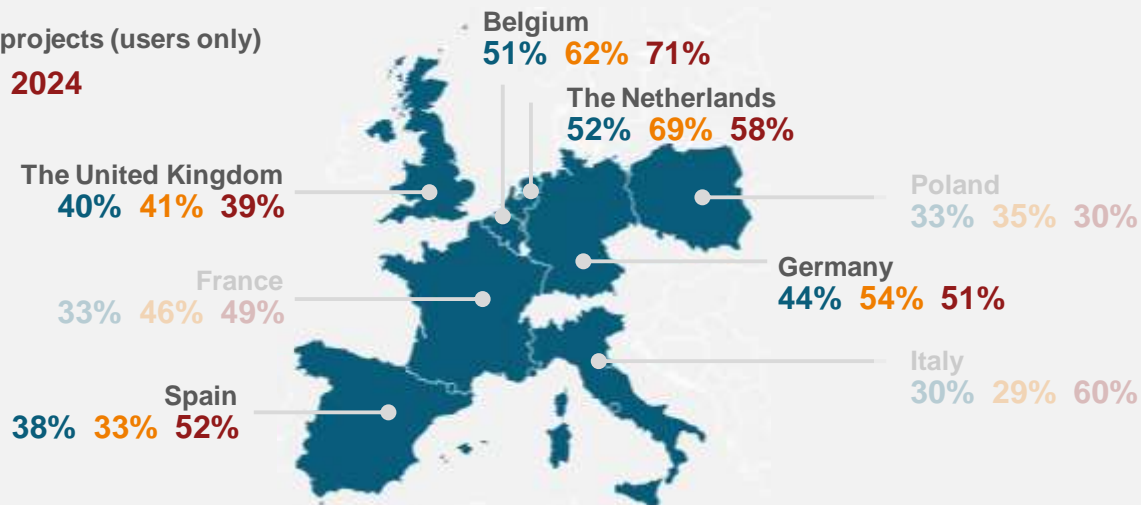 projects (users only)
2024
Belgium
51% 62% 71%
The Netherlands
52% 69% 58%
The United Kingdom
40% 41% 39%
Poland
33% 35% 30%
France
33% 46% 49%
Germany
44% 54% 51%
Italy
30% 29% 60%
Spain
38% 33% 52%